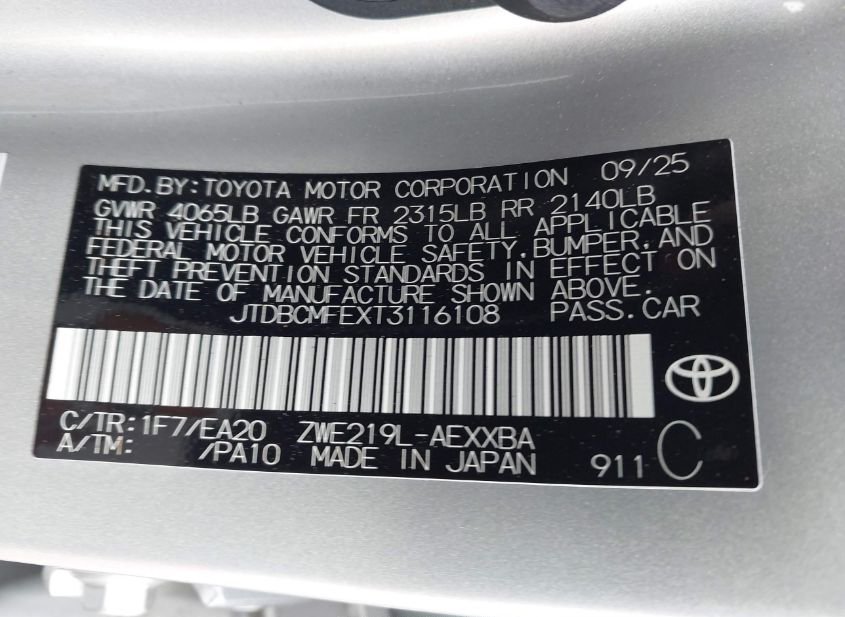 MFD.BY:TOYOTA MOTOR CORPORATION 09/25
GVWR 4065LB GAWR FR 2315LB RR 2140LB
THIS VEHICLE CONFORMS TO ALL APPLICABLE
FEDERAL MOTOR VEHICLE SAFETY,BUMPER,AND
THEFT PREVENTION STANDARDS IN EFFECT ON
THE DATE OF MANUFACTURE SHOWN ABOVE.
JTDBCMFEXT3116108 PASS.CAR
C/TR:1F7/EA20 ZWE219L-AEXXBA
A/TM: /PA10 MADE IN JAPAN 911 C